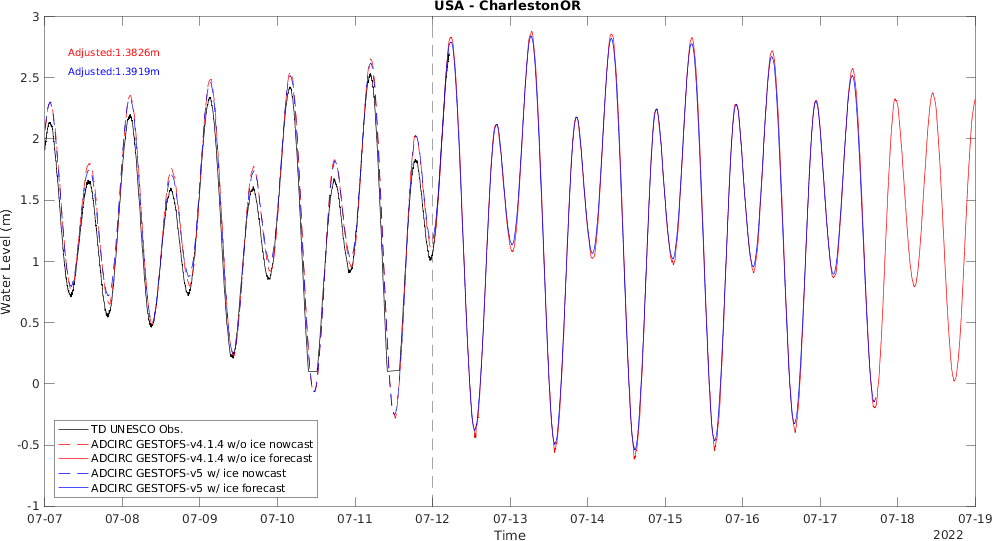 USA - CharlestonOR
Adjusted:1.3826m
Adjusted:1.3919m
Water Level (m)
3
2.5
2
1.5
1
0.5
0
-0.5
-1
TD UNESCO Obs.
ADCIRC GESTOFS-v4.1.4 w/o ice nowcast
ADCIRC GESTOFS-v4.1.4 w/o ice forecast
ADCIRC GESTOFS-v5 w/ ice nowcast
ADCIRC GESTOFS-v5 w/ ice forecast
07-07 07-08 07-09 07-10 07-11 07-12 07-13 07-14 07-15 07-16 07-17 07-18 07-19
Time
2022